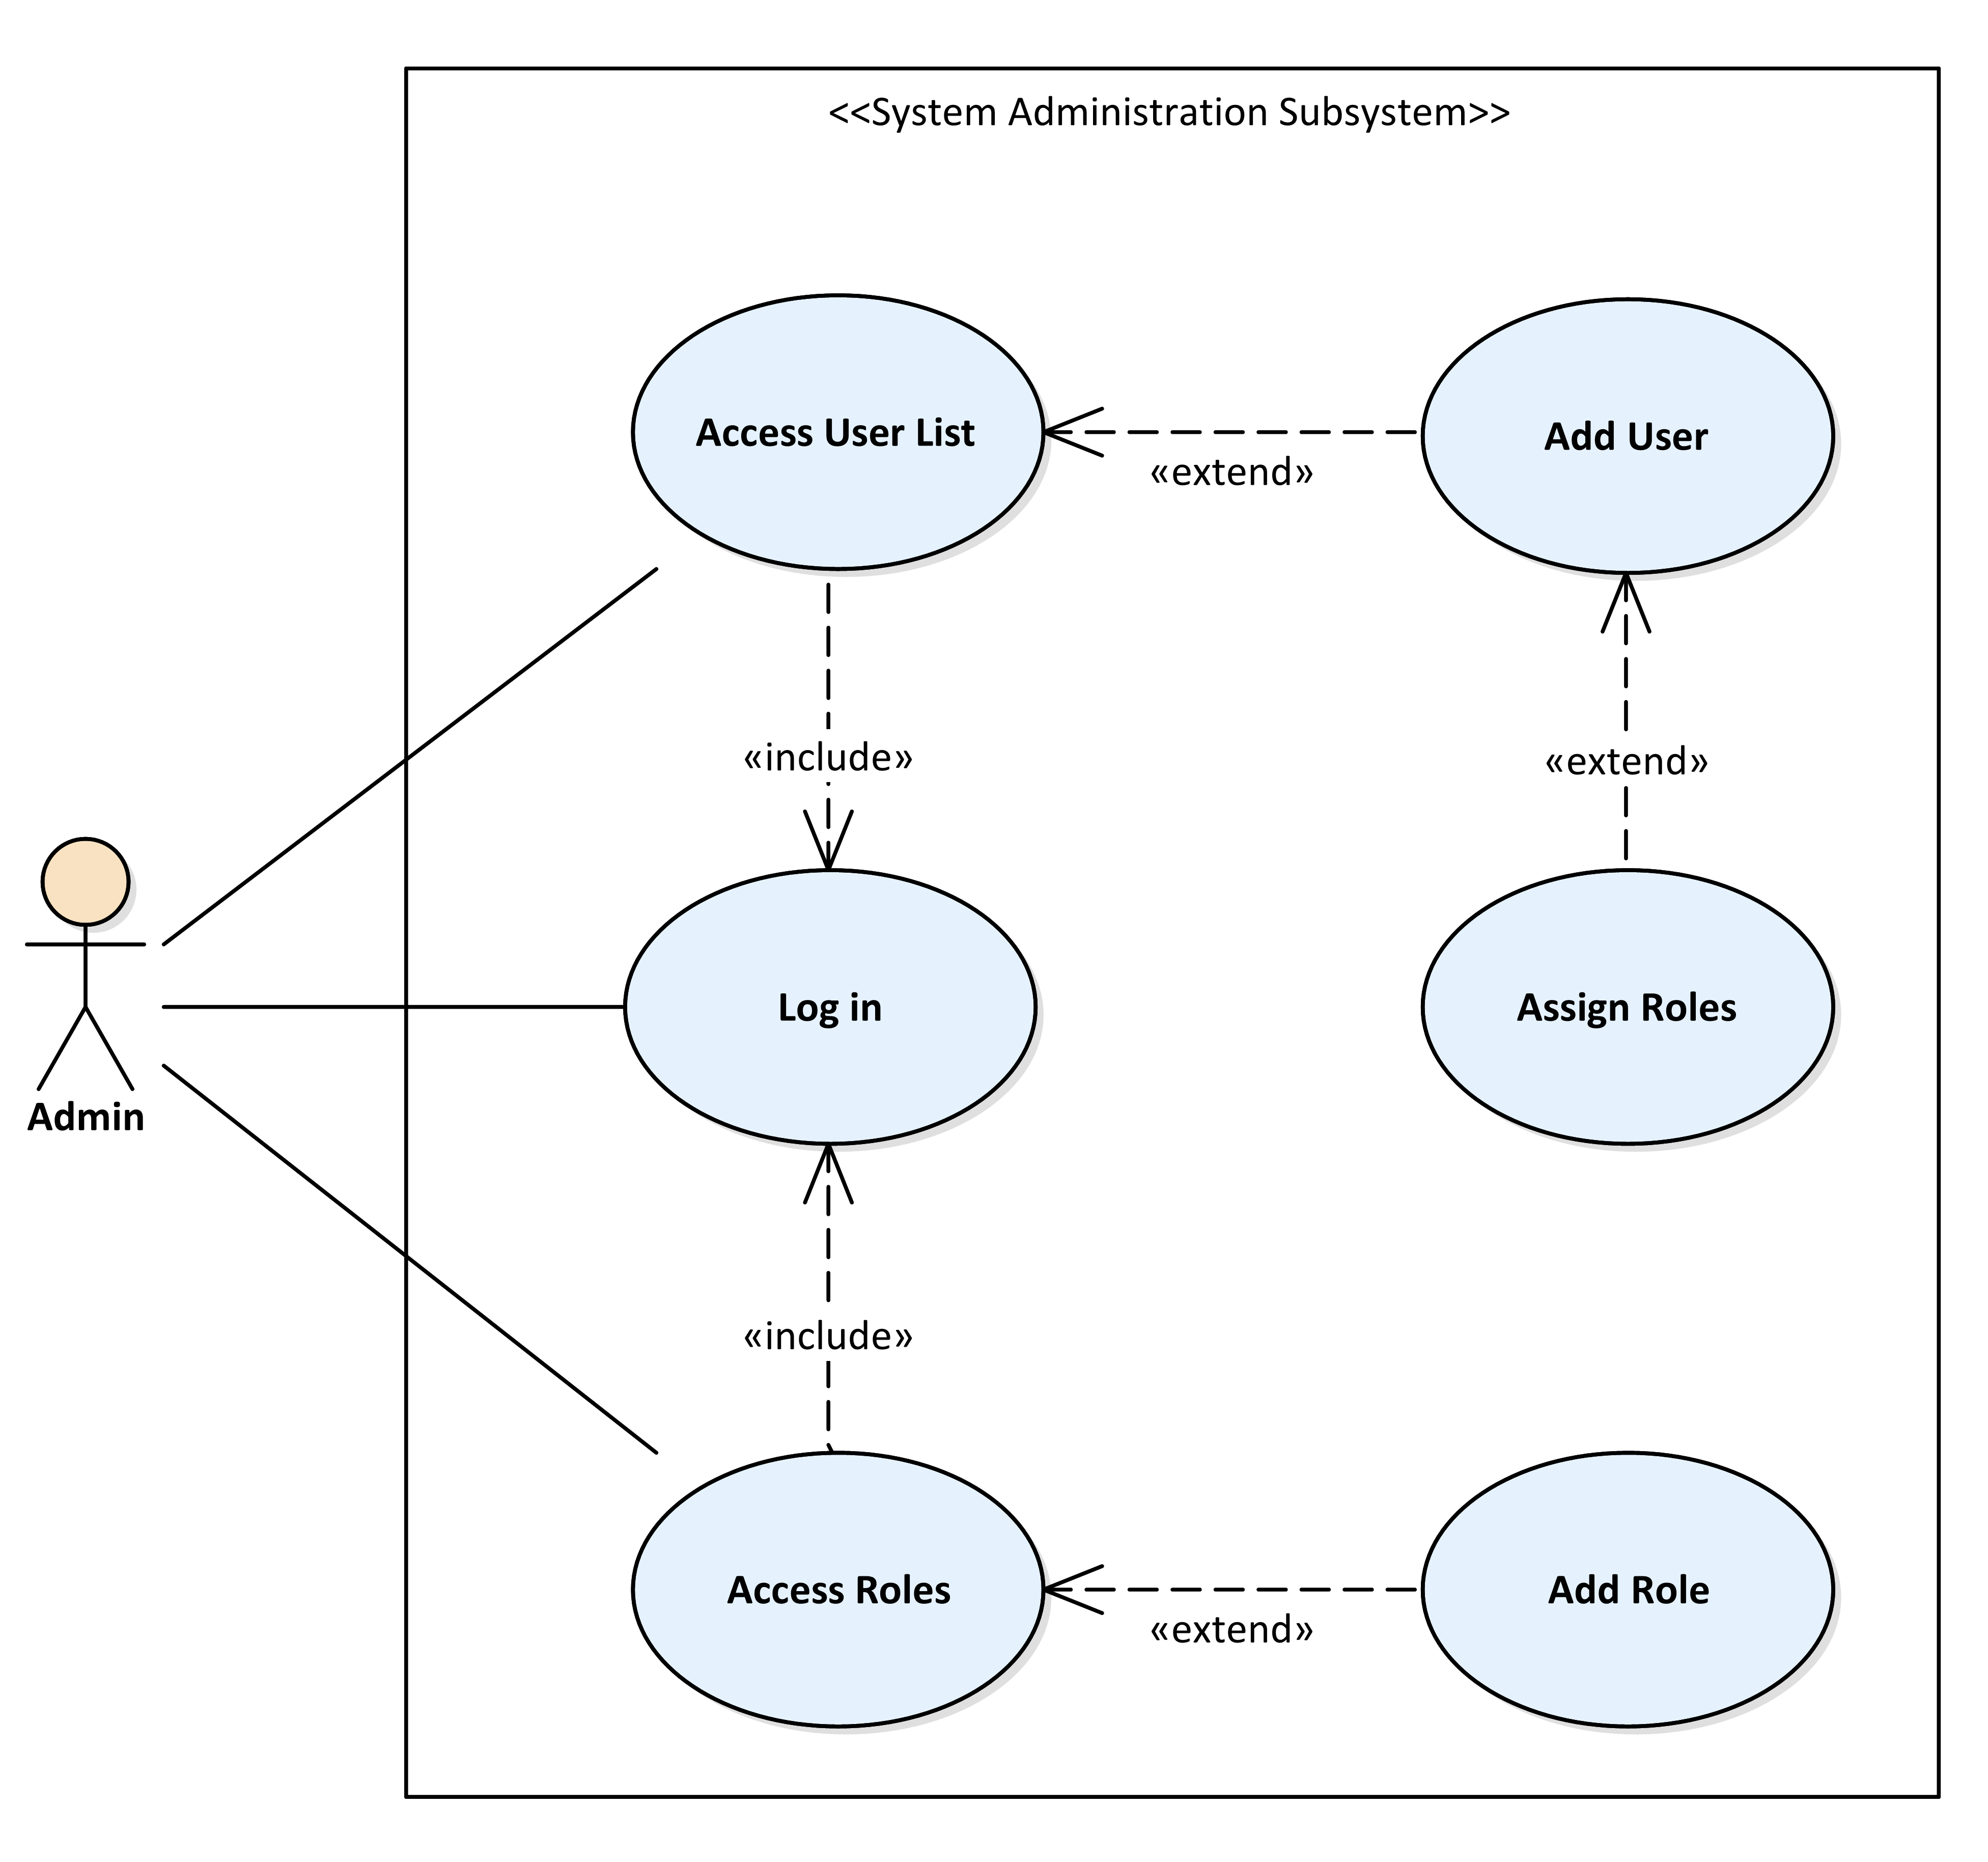 <<System Administration Subsystem>>
Access User List
Add User
«extend»
«include»
«extend»
Log in
Assign Roles
Admin
«include»
Access Roles
Add Role
«extend»